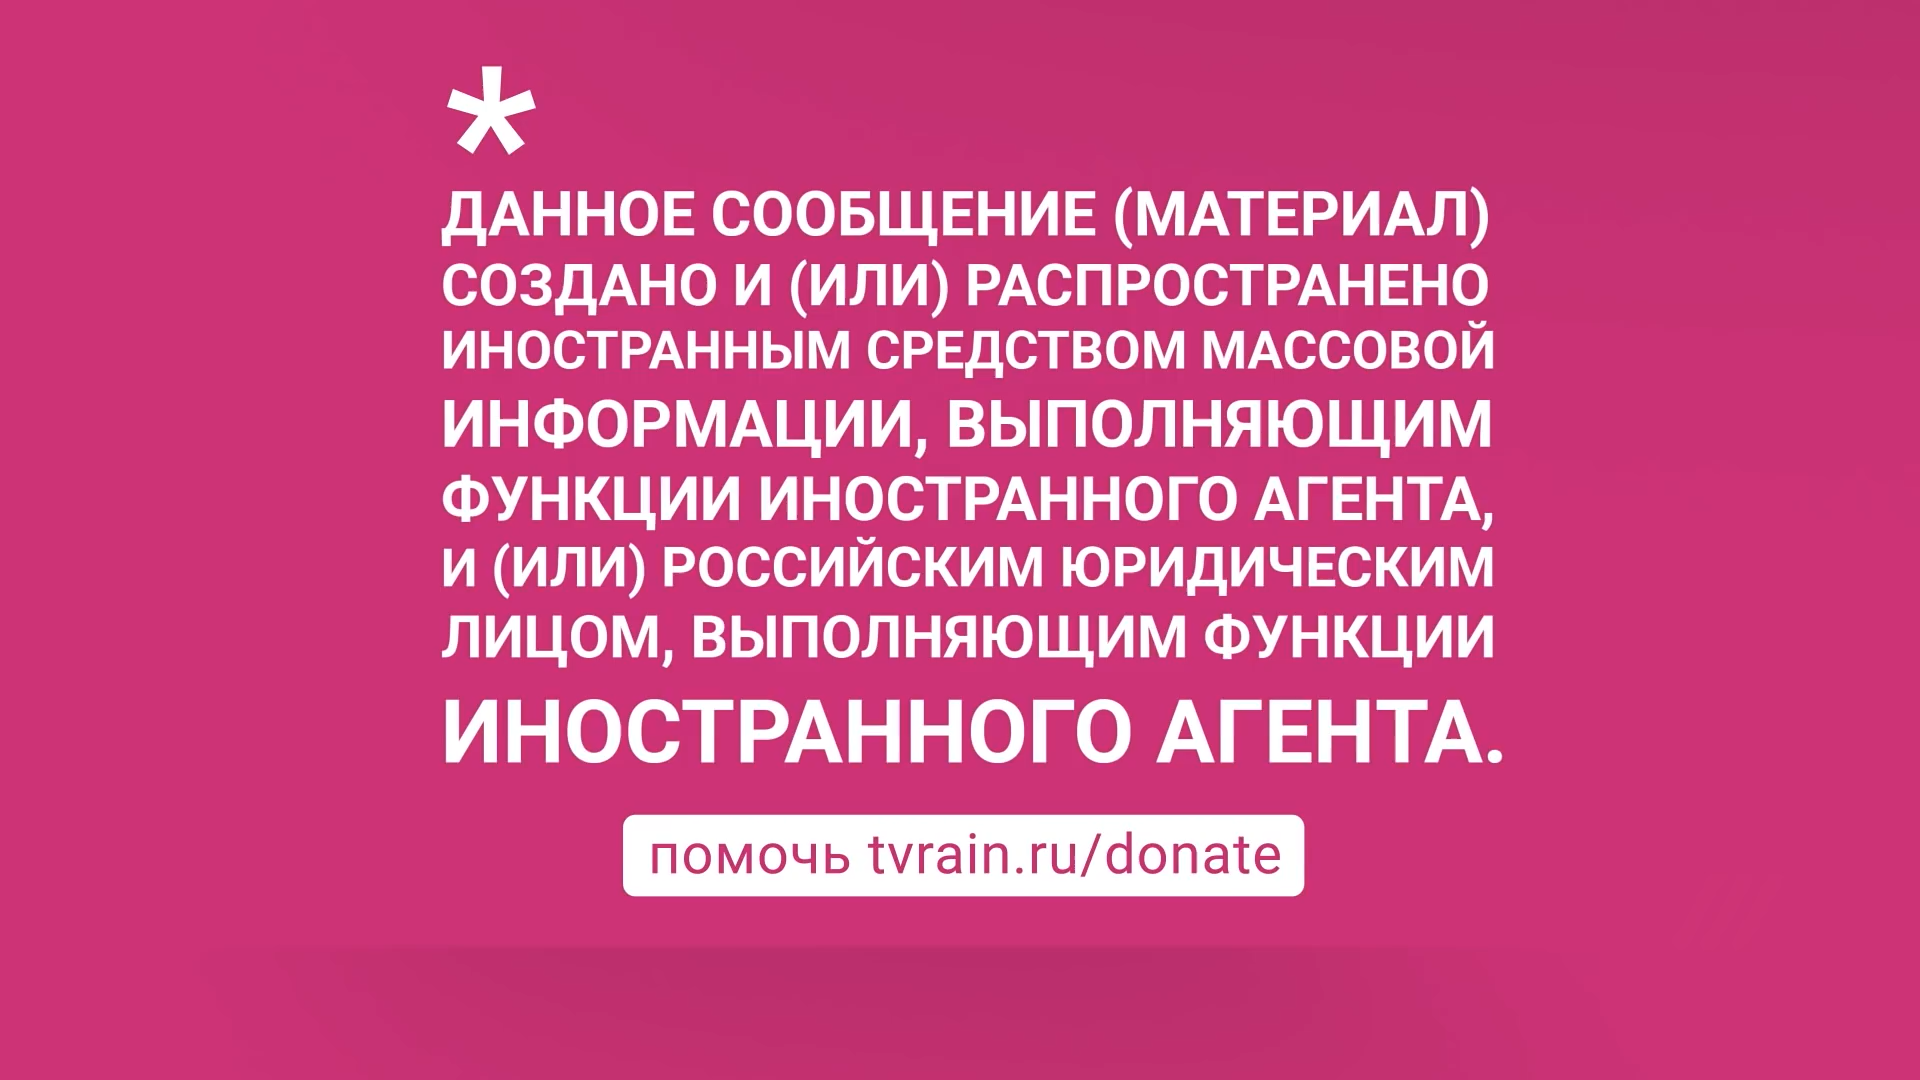 *
ДАННОЕ СООБЩЕНИЕ (МАТЕРИАЛ)
СОЗДАНО И (ИЛИ) РАСПРОСТРАНЕНО
ИНОСТРАННЫМ СРЕДСТВОМ МАССОВОЙ
ИНФОРМАЦИИ, ВЫПОЛНЯЮЩИМ
ФУНКЦИИ ИНОСТРАННОГО АГЕНТА,
И (ИЛИ) РОССИЙСКИМ ЮРИДИЧЕСКИМ
ЛИЦОМ, ВЫПОЛНЯЮЩИМ ФУНКЦИИ
ИНОСТРАННОГО АГЕНТА.
помочь tvrain.ru/donate